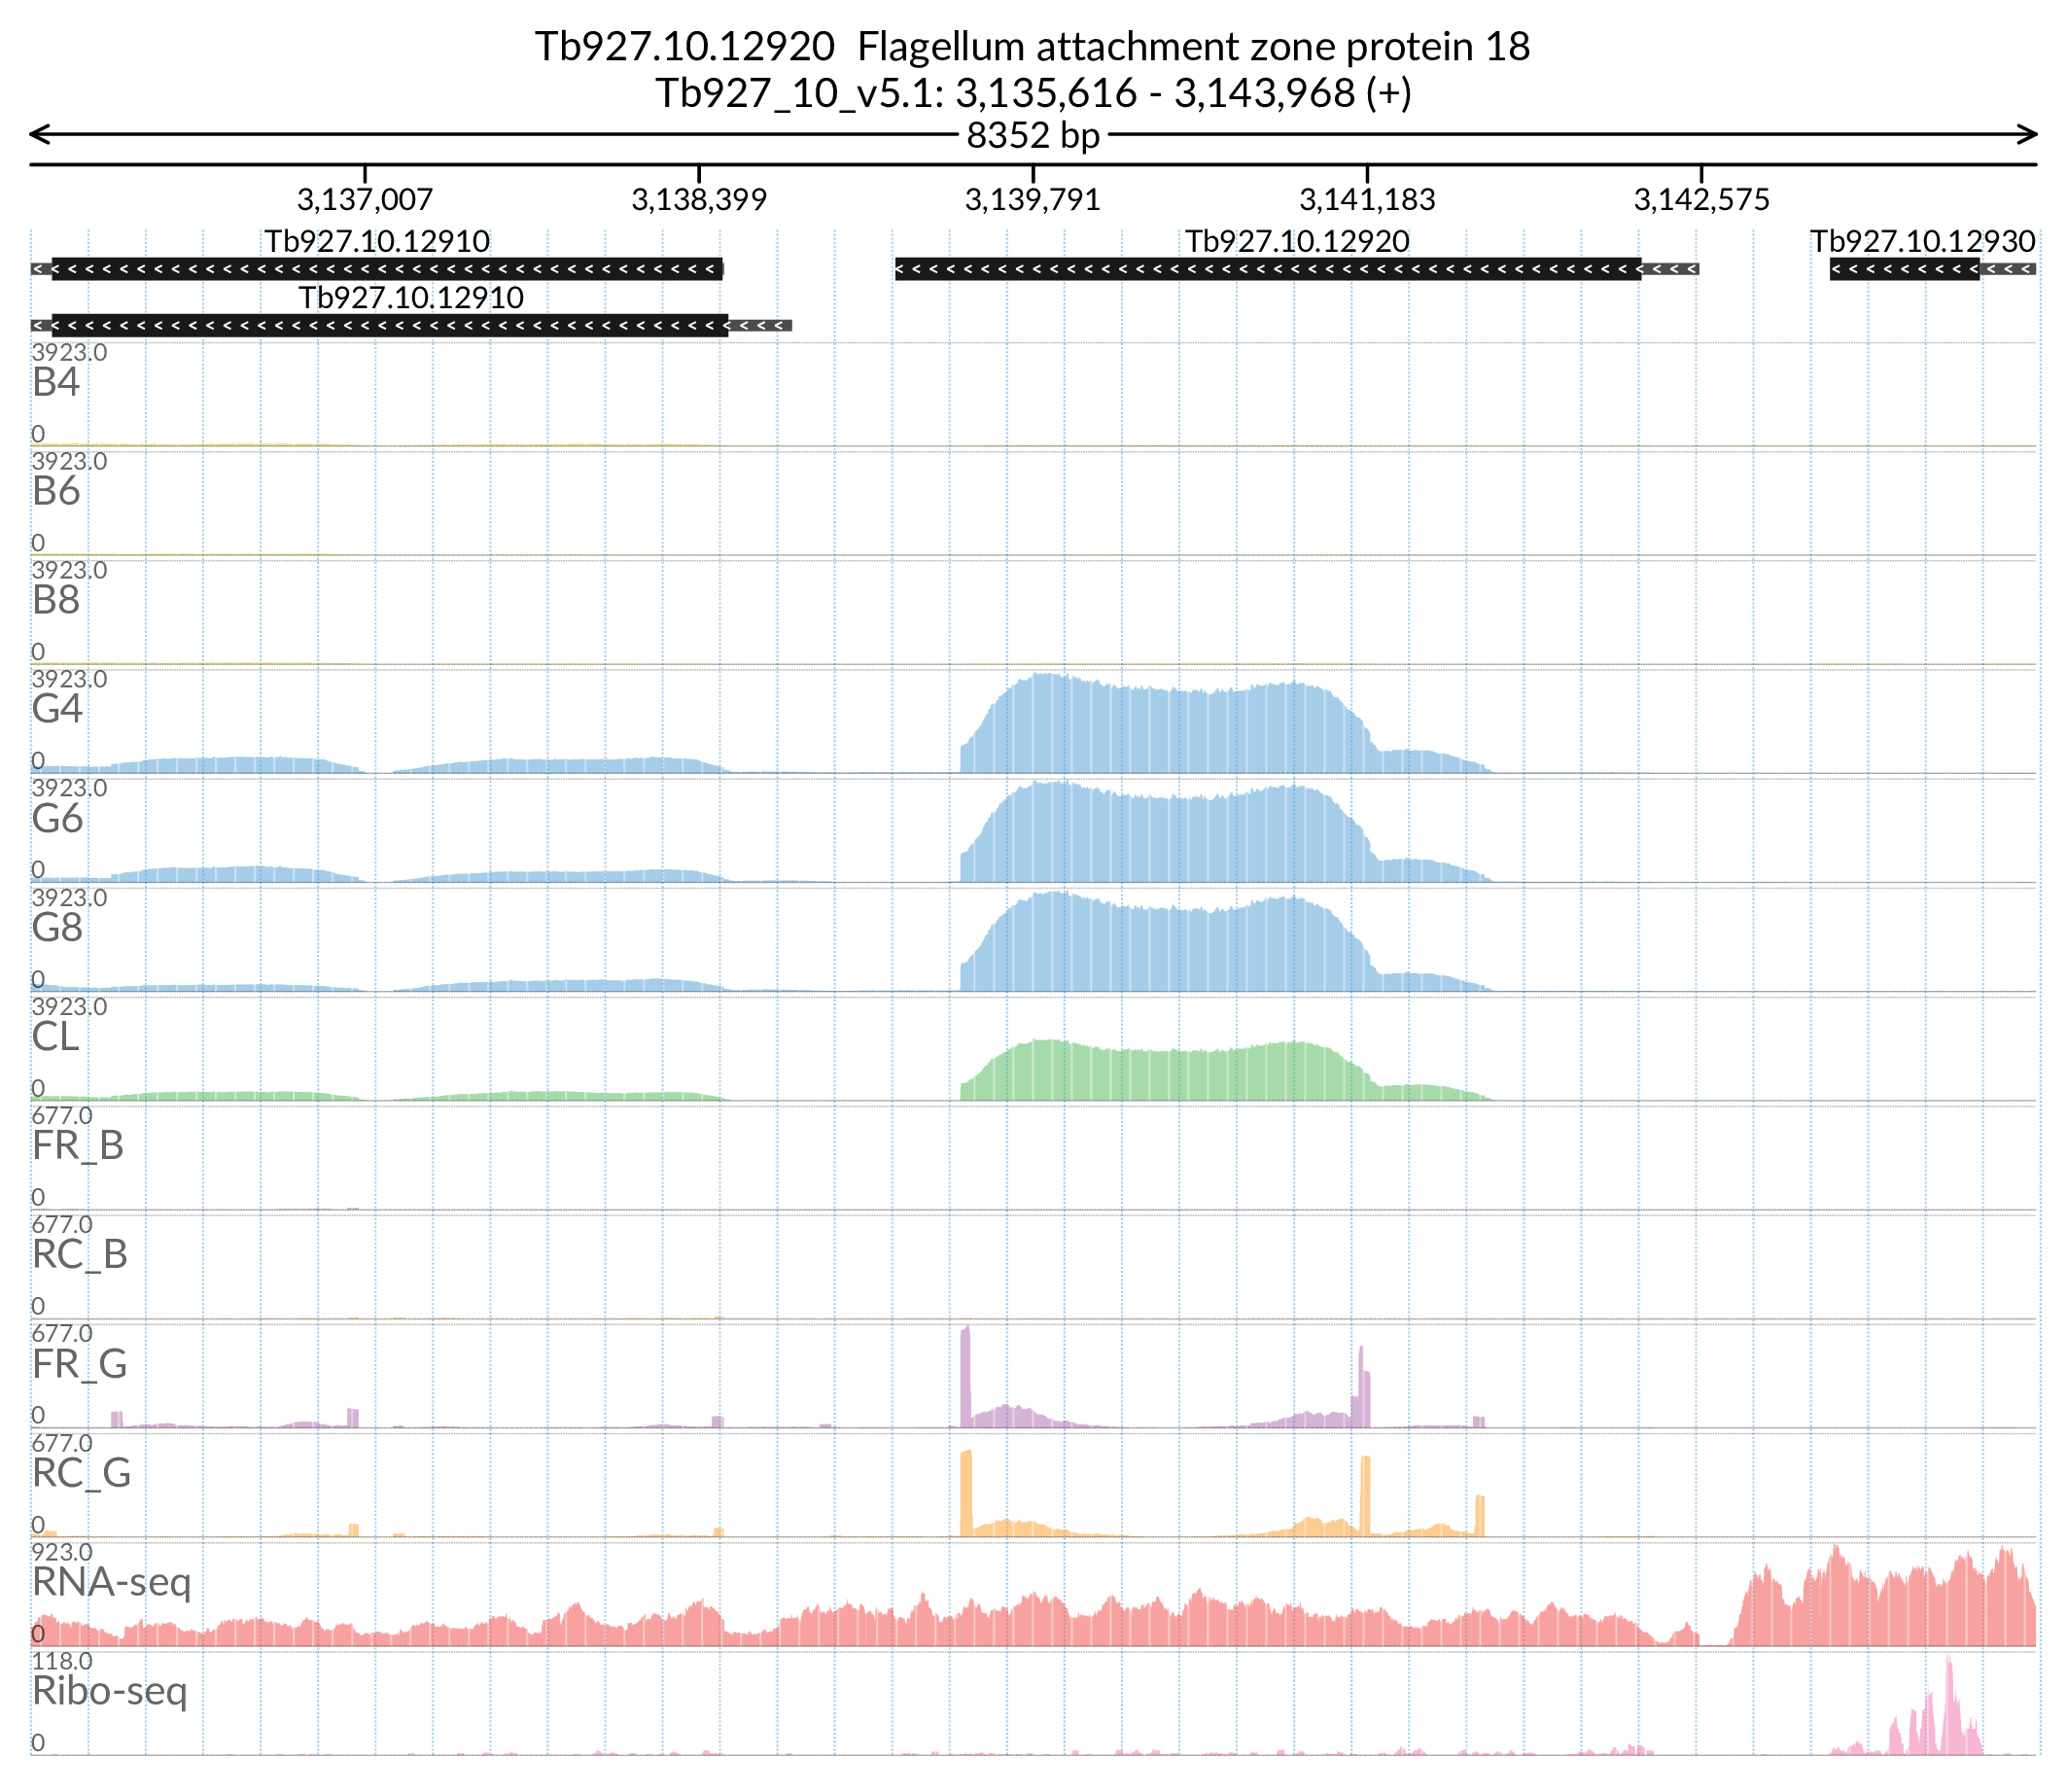 Tb927.10.12920  Flagellum attachment zone protein 18
Tb927_10_v5.1: 3,135,616 - 3,143,968 (+)
8352 bp
3,137,007 3,138,399 3,139,791 3,141,183 3,142,575
Tb927.10.12910 Tb927.10.12920 Tb927.10.12930
Tb927.10.12910
3923.0
B4
0
3923.0
B6
0
3923.0
B8
0
3923.0
G4
0
3923.0
G6
0
3923.0
G8
0
3923.0
CL
0
677.0
FR_B
0
677.0
RC_B
0
677.0
FR_G
0
677.0
RC_G
0
923.0
RNA-seq
0
118.0
Ribo-seq
0